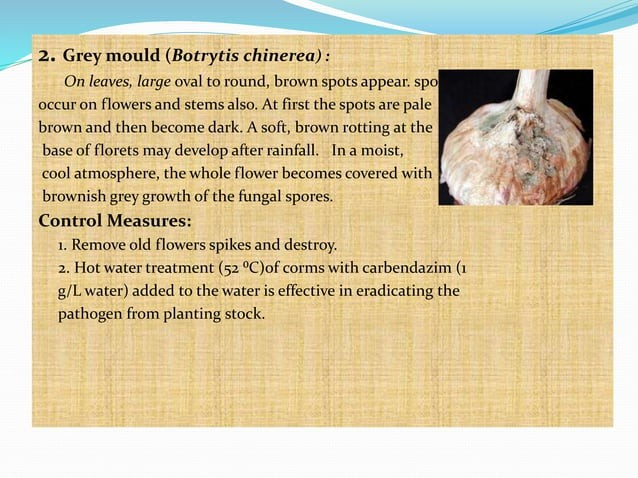 2. Grey mould (Botrytis chinerea) :
On leaves, large oval to round, brown spots appear.
occur on flowers and stems also. At first the spots are pale
brown and then become dark. A soft, brown rotting at the
base of florets may develop after rainfall. In a moist,
cool atmosphere, the whole flower becomes covered with
brownish grey growth of the fungal spores.
Control Measures:
1. Remove old flowers spikes and destroy.
2. Hot water treatment (52 ⁰C)of corms with carbendazim (1
g/L water) added to the water is effective in eradicating the
pathogen from planting stock.